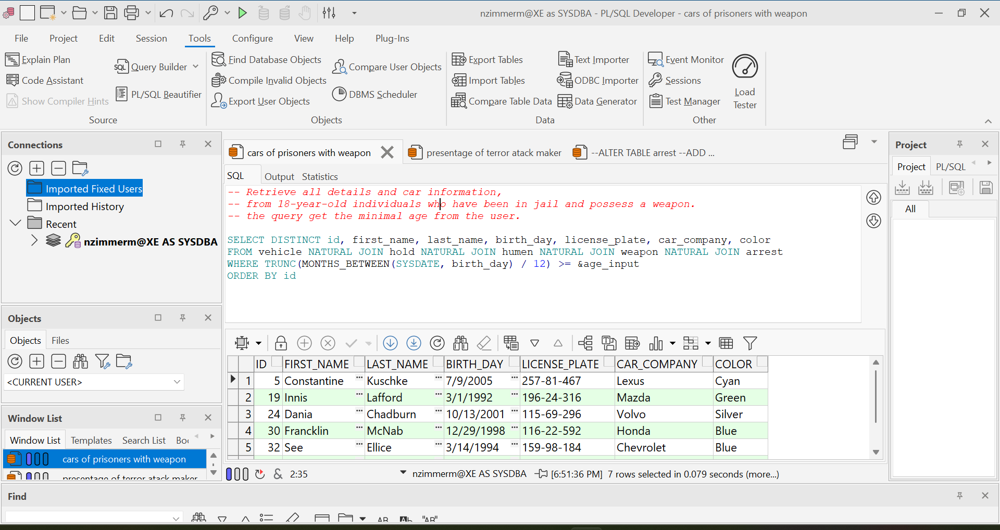 nzimmerm@XE as SYSDBA - PL/SQL Developer - cars of prisoners with weapon
File Project Edit Session Tools Configure View Help Plug-Ins
Explain Plan
Code Assistant
Show Compiler Hints
SQL Query Builder
PL/SQL Beautifier
Source
Find Database Objects
Compile Invalid Objects
Export User Objects
Compare User Objects
DBMS Scheduler
Objects
Export Tables
Import Tables
Compare Table Data
Text Importer
ODBC Importer
Data Generator
Data
Event Monitor
Sessions
Test Manager
Load
Tester
Other
Connections
Imported Fixed Users
Imported History
Recent
nzimmerm@XE AS SYSDBA
Objects
Objects Files
<CURRENT USER>
Window List
Window List Templates Search List Boo
cars of prisoners with weapon
presentage of terror atack maker
cars of prisoners with weapon presentage of terror atack maker --ALTER TABLE arrest --ADD ...
SQL Output Statistics
-- Retrieve all details and car information,
-- from 18-year-old individuals who have been in jail and possess a weapon.
-- the query get the minimal age from the user.
SELECT DISTINCT id, first_name, last_name, birth_day, license_plate, car_company, color
FROM vehicle NATURAL JOIN hold NATURAL JOIN humen NATURAL JOIN weapon NATURAL JOIN arrest
WHERE TRUNC(MONTHS_BETWEEN(SYSDATE, birth_day) / 12) >= &age_input
ORDER BY id
ID FIRST_NAME LAST_NAME BIRTH_DAY LICENSE_PLATE CAR_COMPANY COLOR
1 5 Constantine ... Kuschke ... 7/9/2005 ... 257-81-467 Lexus Cyan
2 19 Innis ... Lafford ... 3/1/1992 ... 196-24-316 Mazda Green
3 24 Dania ... Chadburn ... 10/13/2001 ... 115-69-296 Volvo Silver
4 30 Francklin ... McNab ... 12/29/1998 ... 116-22-592 Honda Blue
5 32 See ... Ellice ... 3/14/1994 ... 159-98-184 Chevrolet Blue
& 2:35 nzimmerm@XE AS SYSDBA [6:51:36 PM] 7 rows selected in 0.079 seconds (more...)
Project
Project PL/SQL
All
Find
AB Ab "AB"